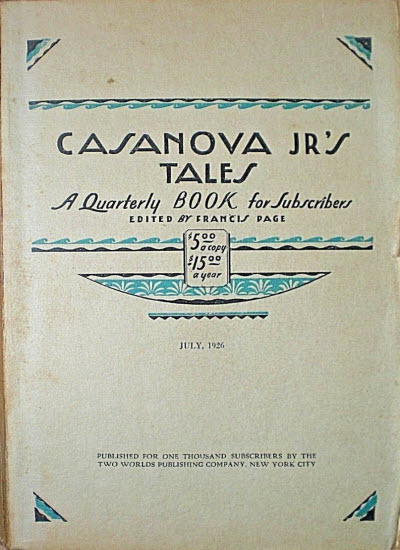 CASANOVA JR'S
TALES
A Quarterly BOOK for Subscribers
EDITED BY FRANCIS PAGE
$5.00
a copy
$15.00
a year
JULY, 1926
PUBLISHED FOR ONE THOUSAND SUBSCRIBERS BY THE
TWO WORLDS PUBLISHING COMPANY, NEW YORK CITY